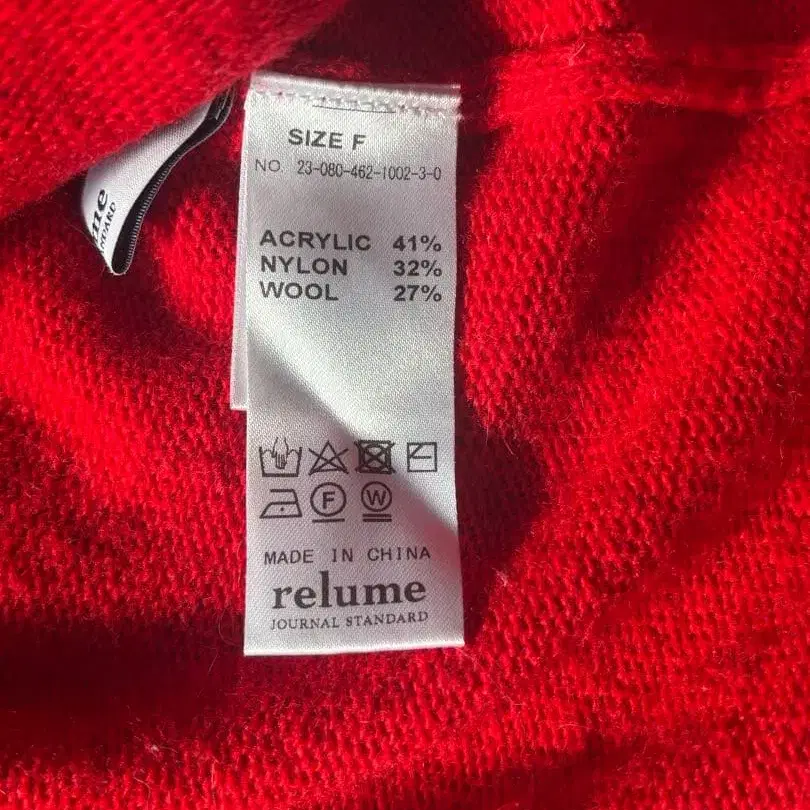 SIZE F
NO. 23-080-462-1002-3-0
ACRYLIC 41%
NYLON 32%
WOOL 27%
F W
MADE IN CHINA
relume
JOURNAL STANDARD